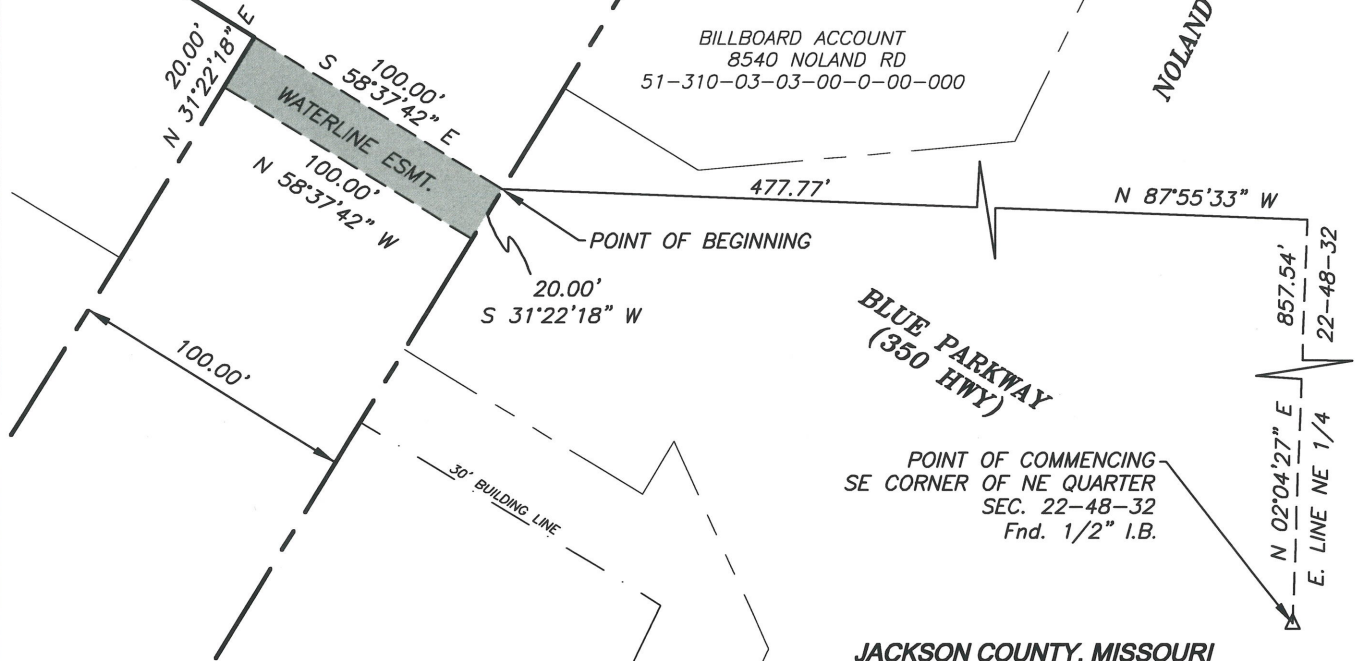 20.00'
N 31°22'18" E
100.00'
S 58°37'42" E
WATERLINE ESMT.
100.00'
N 58°37'42" W
BILLBOARD ACCOUNT
8540 NOLAND RD
51-310-03-03-00-0-00-000
NOLAND
477.77'
N 87°55'33" W
POINT OF BEGINNING
20.00'
S 31°22'18" W
857.54'
22-48-32
BLUE PARKWAY
(350 HWY)
100.00'
30' BUILDING LINE
POINT OF COMMENCING
SE CORNER OF NE QUARTER
SEC. 22-48-32
Fnd. 1/2" I.B.
N 02°04'27" E
E. LINE NE 1/4
JACKSON COUNTY, MISSOURI